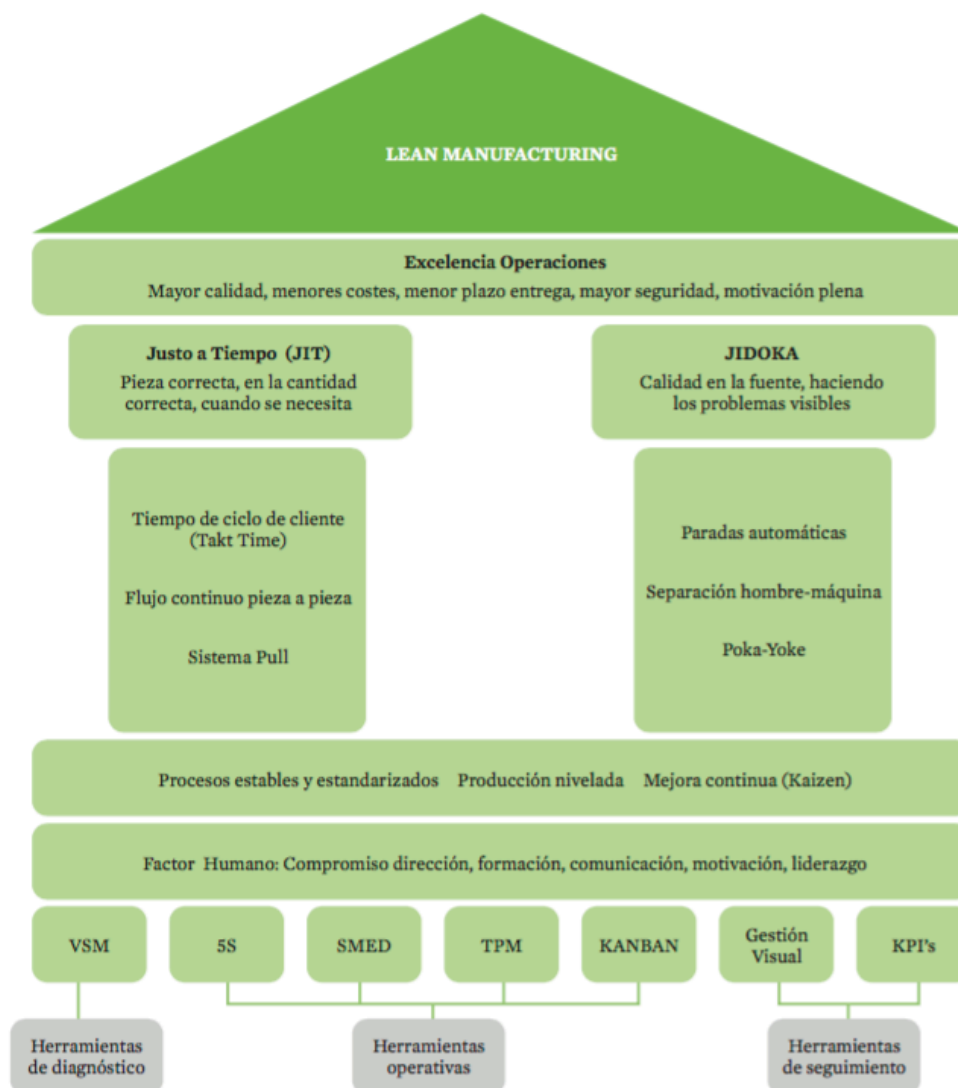 LEAN MANUFACTURING
Excelencia Operaciones
Mayor calidad, menores costes, menor plazo entrega, mayor seguridad, motivación plena
Justo a Tiempo (JIT)
Pieza correcta, en la cantidad
correcta, cuando se necesita
JIDOKA
Calidad en la fuente, haciendo
los problemas visibles
Tiempo de ciclo de cliente
(Takt Time)
Flujo continuo pieza a pieza
Sistema Pull
Paradas automáticas
Separación hombre-máquina
Poka-Yoke
Procesos estables y estandarizados Producción nivelada Mejora continua (Kaizen)
Factor Humano: Compromiso dirección, formación, comunicación, motivación, liderazgo
VSM
5S
SMED
TPM
KANBAN
Gestión
Visual
KPI's
Herramientas
de diagnóstico
Herramientas
operativas
Herramientas
de seguimiento